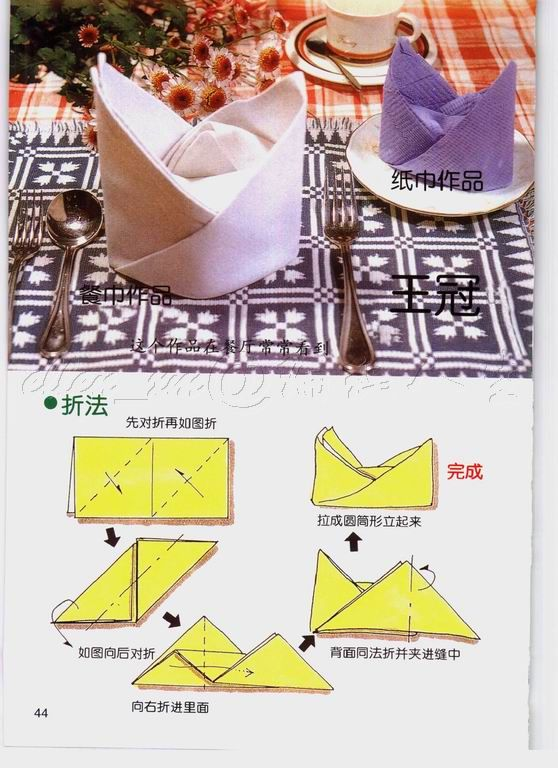 纸巾作品
王冠
餐巾作品
这个作品在餐厅常常看到
●折法
先对折再如图折
完成
拉成圆筒形立起来
如图向后对折
背面同法折并夹进缝中
向右折进里面
44